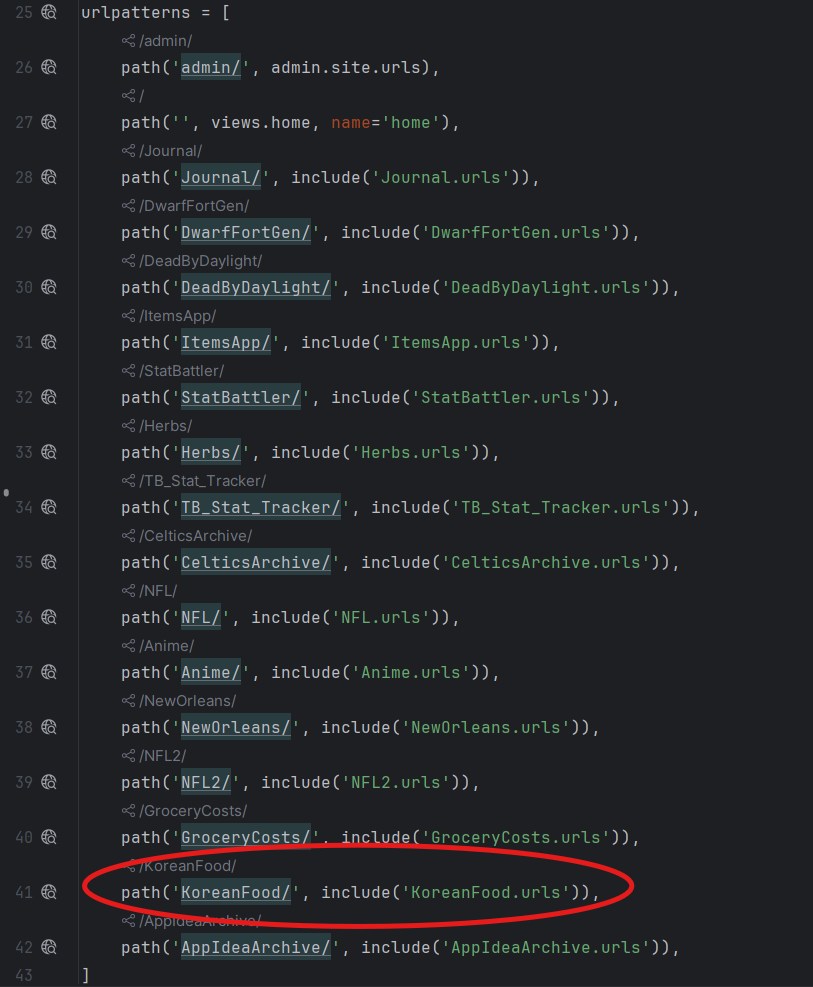 25 urlpatterns = [
/admin/
26 path('admin/', admin.site.urls),
/
27 path('', views.home, name='home'),
/Journal/
28 path('Journal/', include('Journal.urls')),
/DwarfFortGen/
29 path('DwarfFortGen/', include('DwarfFortGen.urls')),
/DeadByDaylight/
30 path('DeadByDaylight/', include('DeadByDaylight.urls')),
/ItemsApp/
31 path('ItemsApp/', include('ItemsApp.urls')),
/StatBattler/
32 path('StatBattler/', include('StatBattler.urls')),
/Herbs/
33 path('Herbs/', include('Herbs.urls')),
/TB_Stat_Tracker/
34 path('TB_Stat_Tracker/', include('TB_Stat_Tracker.urls')),
/CelticsArchive/
35 path('CelticsArchive/', include('CelticsArchive.urls')),
/NFL/
36 path('NFL/', include('NFL.urls')),
/Anime/
37 path('Anime/', include('Anime.urls')),
/NewOrleans/
38 path('NewOrleans/', include('NewOrleans.urls')),
/NFL2/
39 path('NFL2/', include('NFL2.urls')),
/GroceryCosts/
40 path('GroceryCosts/', include('GroceryCosts.urls')),
/KoreanFood/
41 path('KoreanFood/', include('KoreanFood.urls')),
/AppIdeaArchive/
42 path('AppIdeaArchive/', include('AppIdeaArchive.urls')),
43 ]